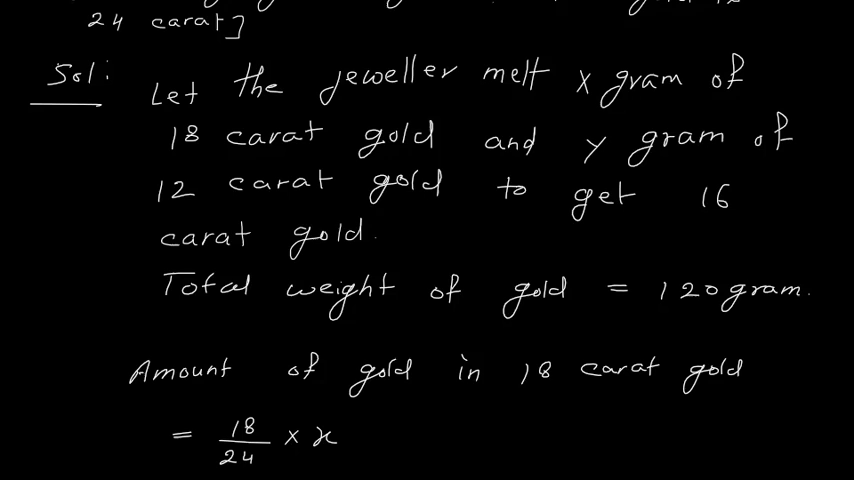 24 carat]
Sol:
Let the jeweller melt x gram of
18 carat gold and y gram of
12 carat gold to get 16
carat gold.
Total weight of gold = 120 gram.
Amount of gold in 18 carat gold
= 18/24 × x